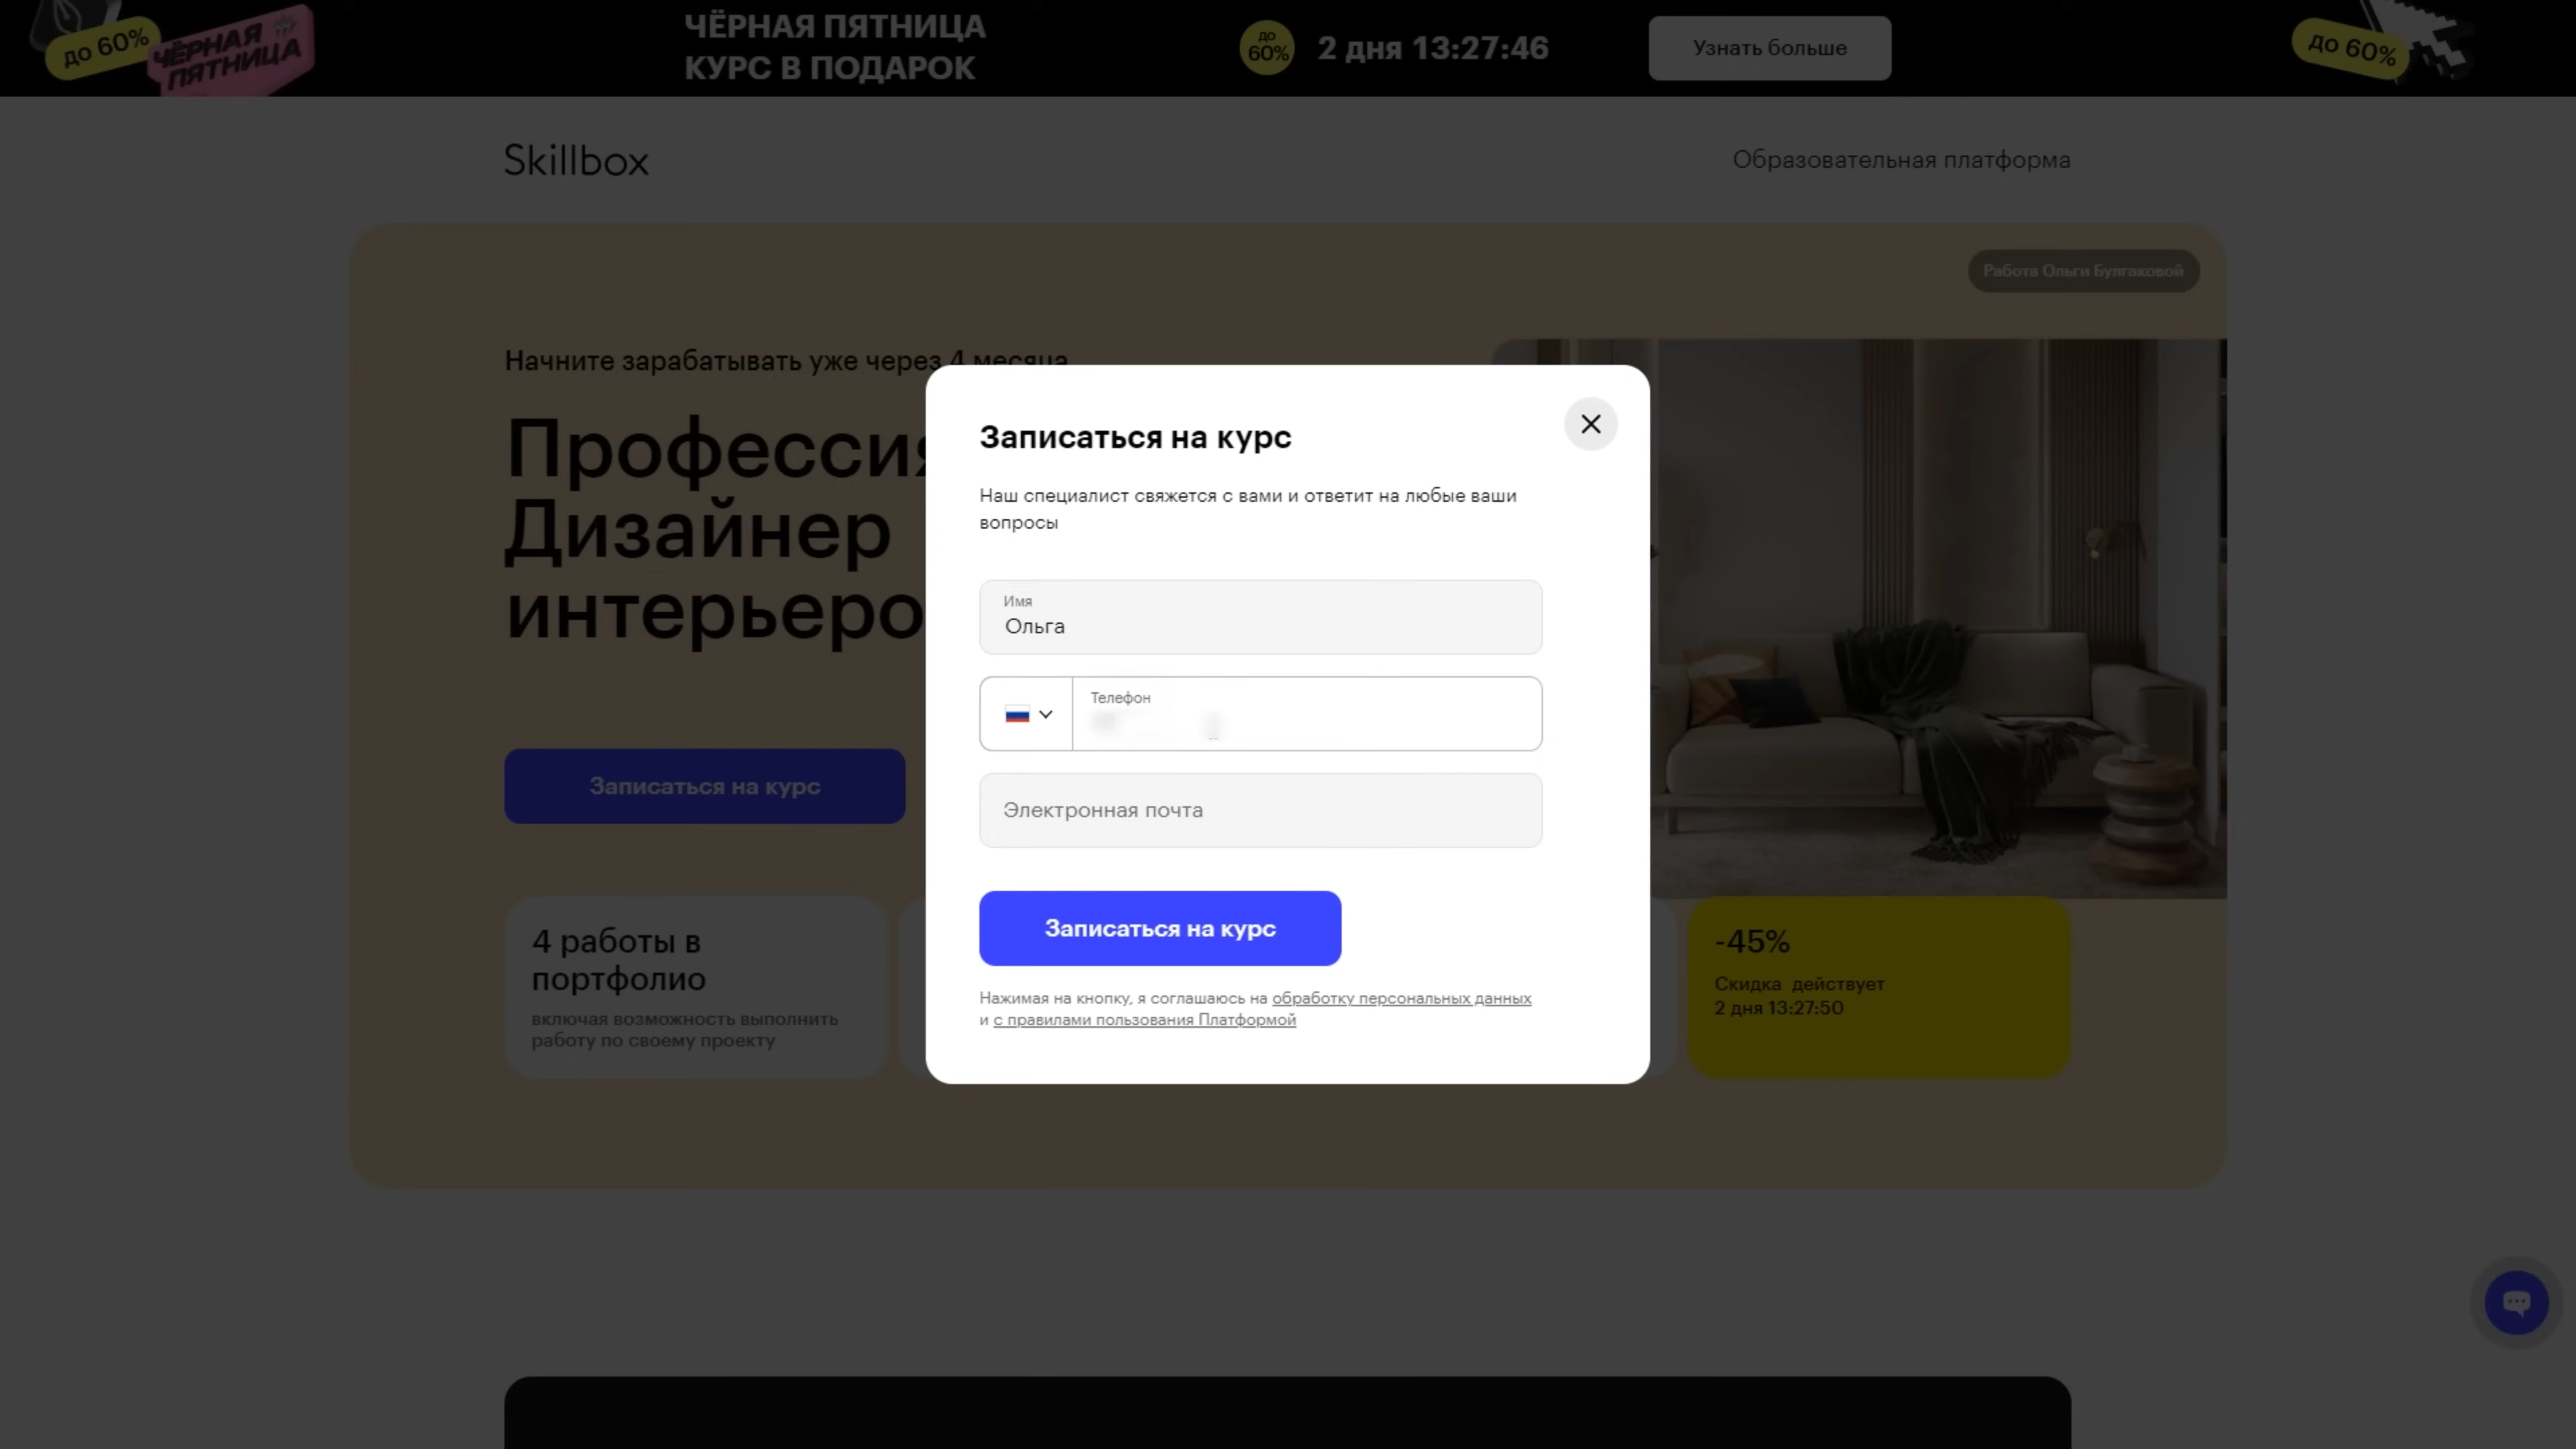 до 60%
ЧЁРНАЯ
ПЯТНИЦА
ЧЁРНАЯ ПЯТНИЦА
КУРС В ПОДАРОК
до
60%
2 дня 13:27:46
Узнать больше
до 60%
Skillbox
Образовательная платформа
Работа Ольги Булгаковой
Начните зарабатывать уже через 4 месяца
Профессия
Дизайнер
интерьеро
Записаться на курс
4 работы в
портфолио
включая возможность выполнить
работу по своему проекту
Записаться на курс
Наш специалист свяжется с вами и ответит на любые ваши
вопросы
Имя
Ольга
Телефон
Электронная почта
Записаться на курс
Нажимая на кнопку, я соглашаюсь на обработку персональных данных
и с правилами пользования Платформой
-45%
Скидка действует
2 дня 13:27:50